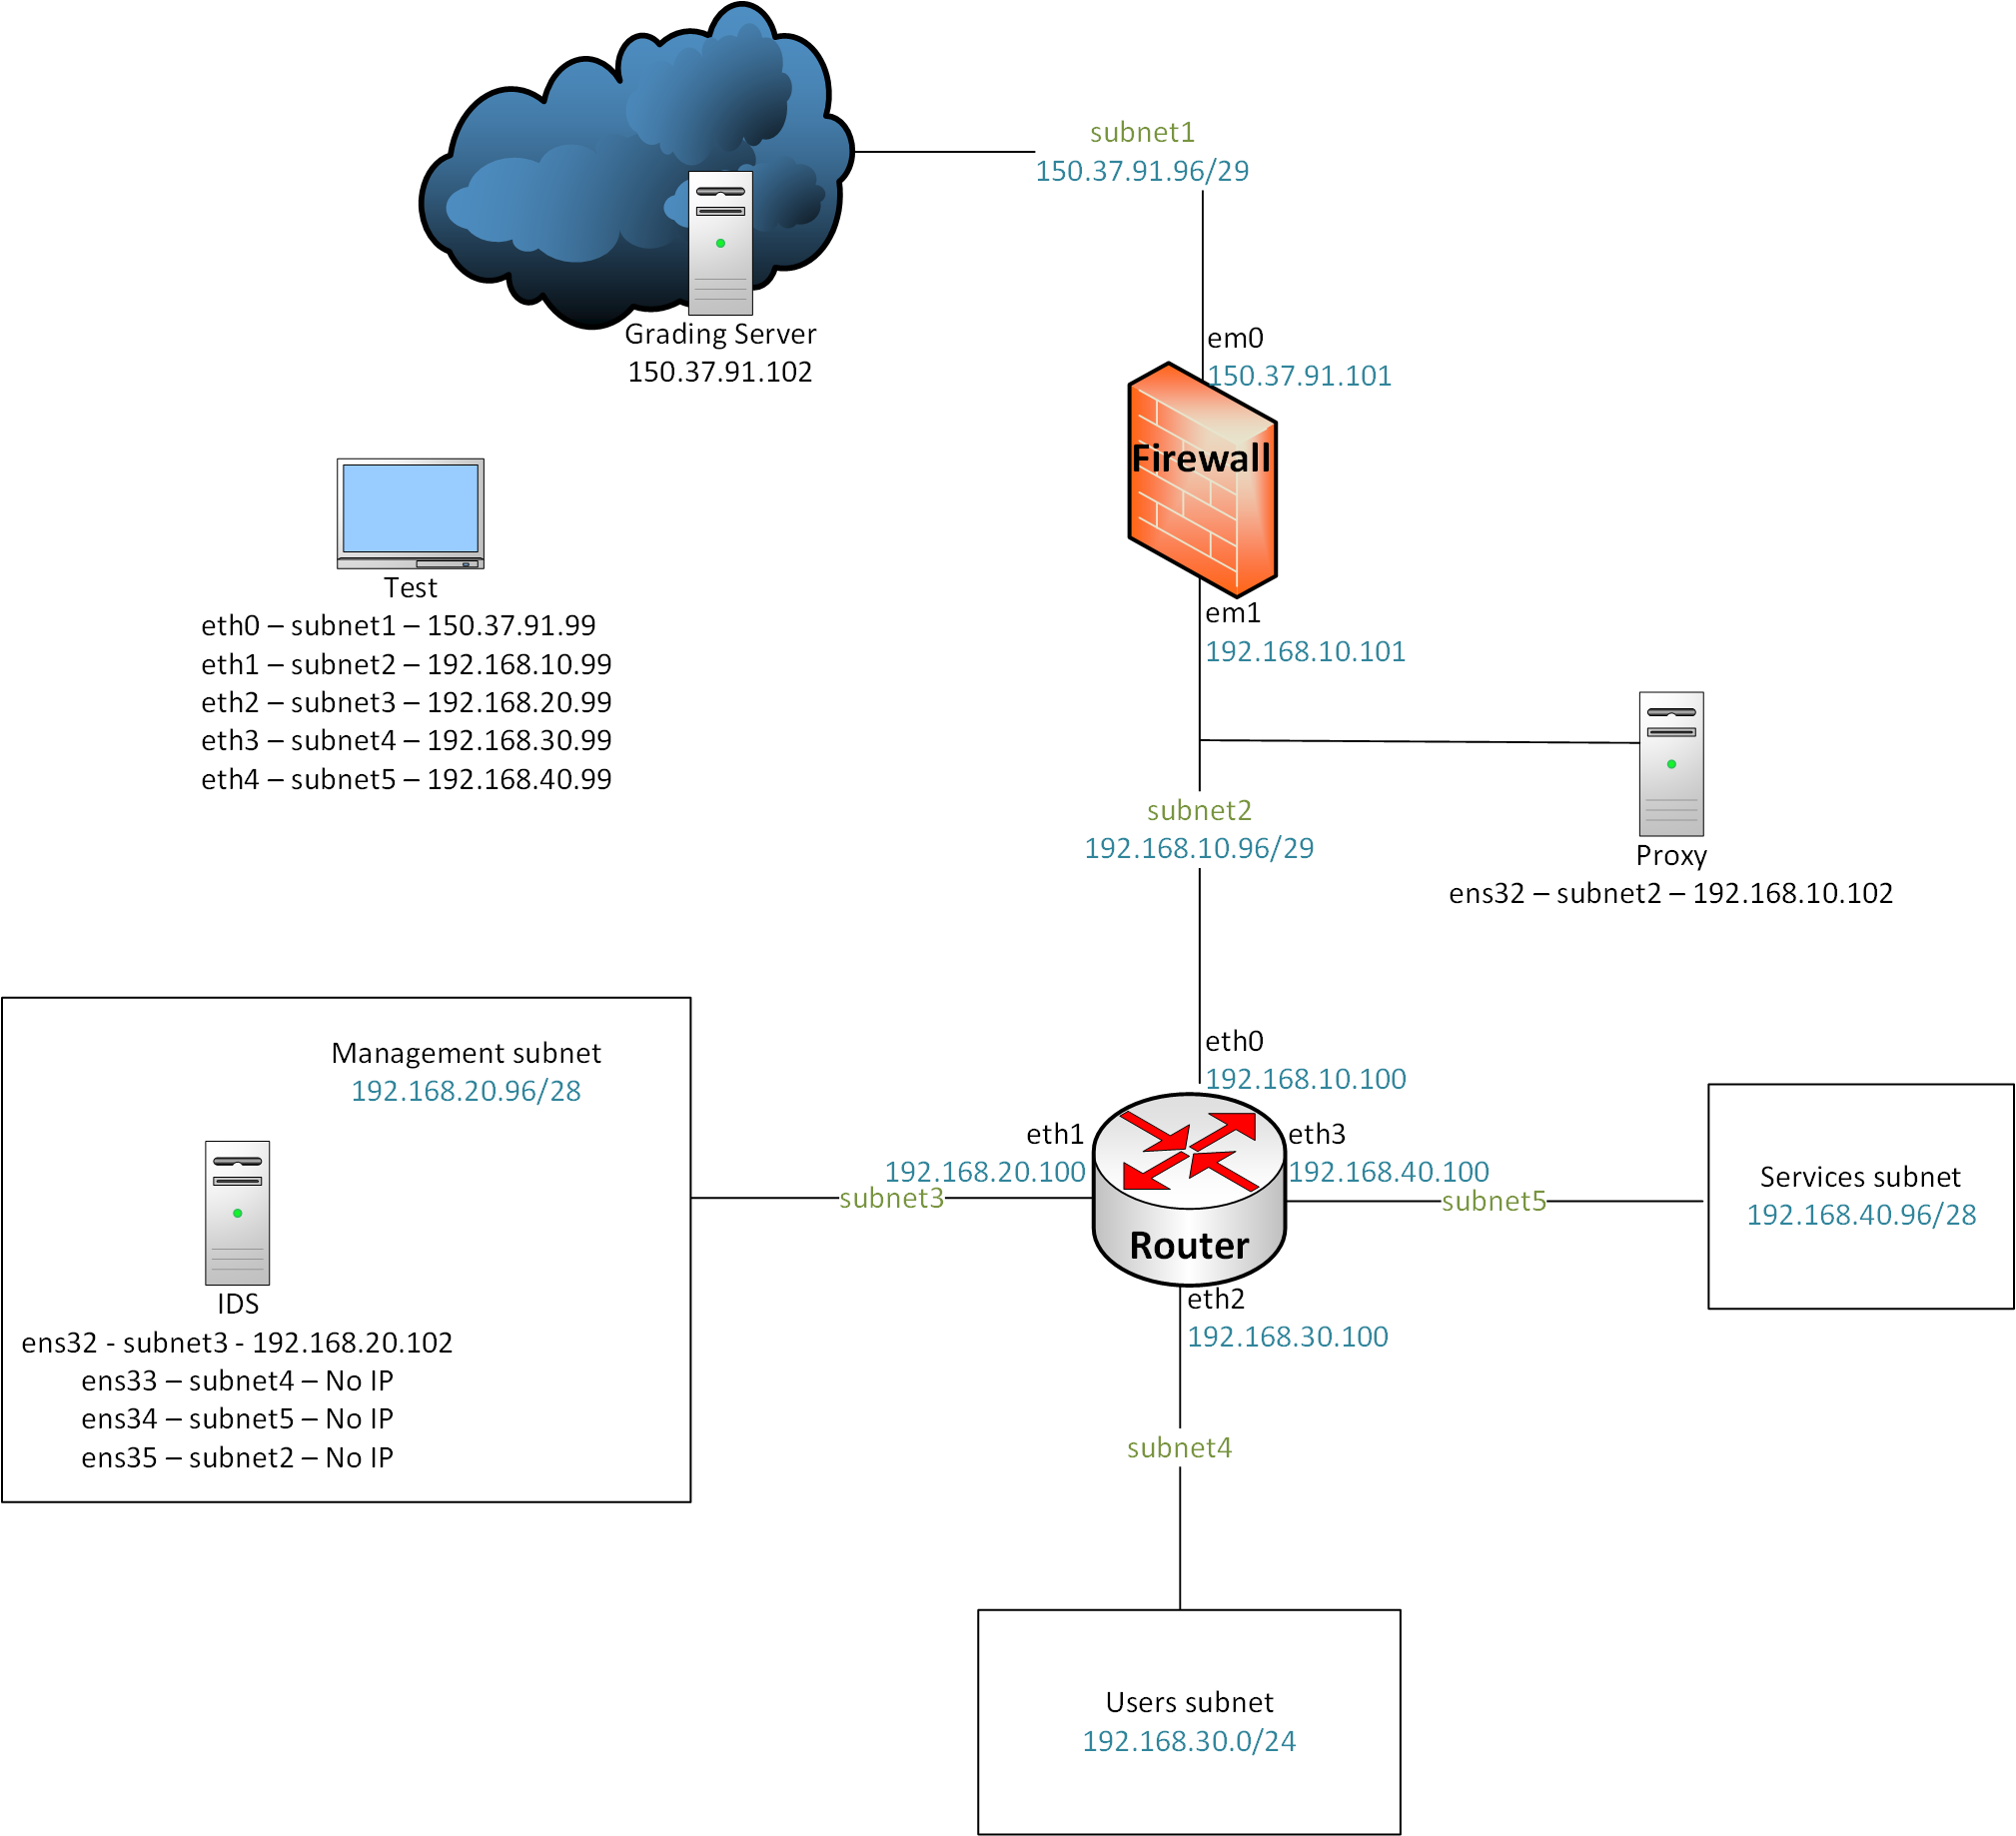 subnet1
150.37.91.96/29
Grading Server
150.37.91.102
em0
150.37.91.101
Firewall
Test
eth0 – subnet1 – 150.37.91.99
eth1 – subnet2 – 192.168.10.99
eth2 – subnet3 – 192.168.20.99
eth3 – subnet4 – 192.168.30.99
eth4 – subnet5 – 192.168.40.99
em1
192.168.10.101
subnet2
192.168.10.96/29
Proxy
ens32 – subnet2 – 192.168.10.102
Management subnet
192.168.20.96/28
IDS
ens32 - subnet3 - 192.168.20.102
ens33 – subnet4 – No IP
ens34 – subnet5 – No IP
ens35 – subnet2 – No IP
eth0
192.168.10.100
eth1
192.168.20.100
subnet3
eth3
192.168.40.100
subnet5
Router
Services subnet
192.168.40.96/28
eth2
192.168.30.100
subnet4
Users subnet
192.168.30.0/24